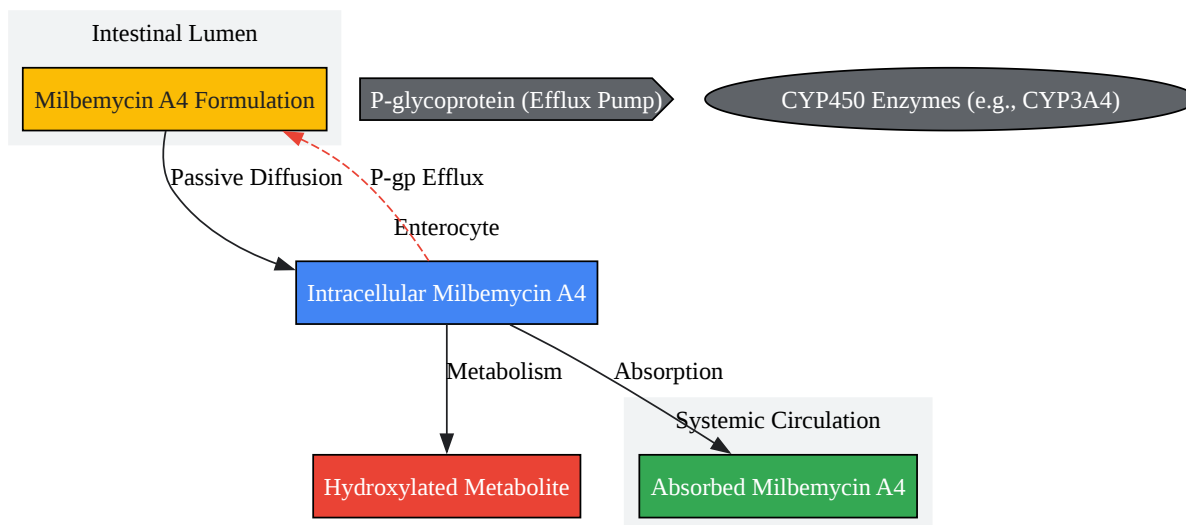 Intestinal Lumen
Milbemycin A4 Formulation
P-glycoprotein (Efflux Pump)
CYP450 Enzymes (e.g., CYP3A4)
Passive Diffusion
P-gp Efflux
Enterocyte
Intracellular Milbemycin A4
Metabolism
Absorption
Systemic Circulation
Hydroxylated Metabolite
Absorbed Milbemycin A4